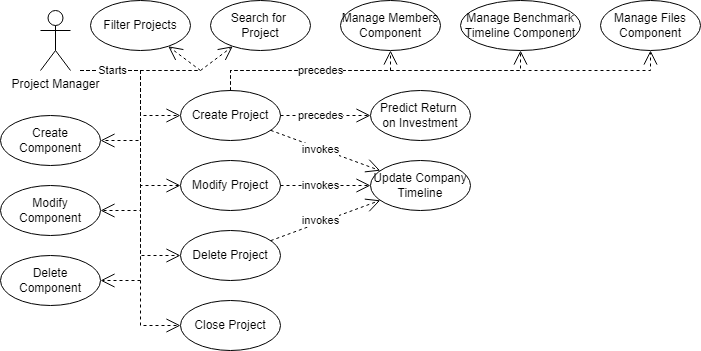 Filter Projects
Search for
Project
Manage Members
Component
Manage Benchmark
Timeline Component
Manage Files
Component
Project Manager
Starts
precedes
Create Project
precedes
Predict Return
on Investment
Create
Component
invokes
Modify Project
invokes
Update Company
Timeline
Modify
Component
invokes
Delete Project
Delete
Component
Close Project